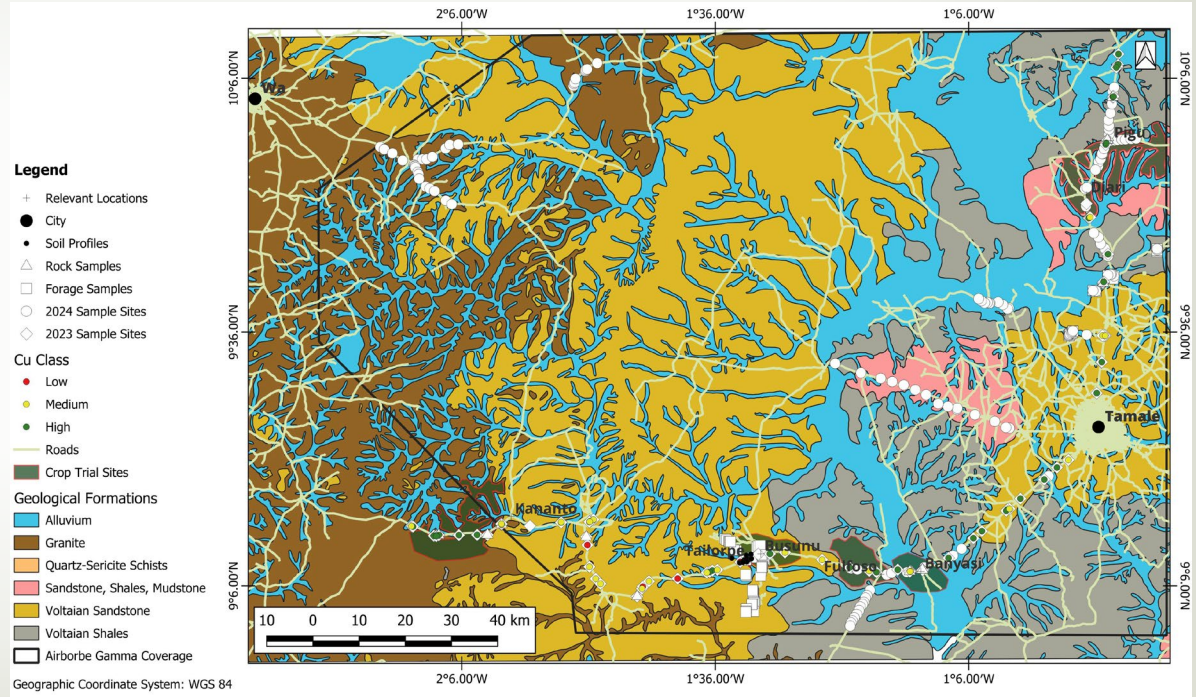 2°6.00'W 1°36.00'W 1°6.00'W
10°6.00'N
10°6.00'N
Wa
Pigu
Diari
Legend
Relevant Locations
City
Soil Profiles
Rock Samples
Forage Samples
2024 Sample Sites
2023 Sample Sites
Cu Class
Low
Medium
High
Roads
Crop Trial Sites
Geological Formations
Alluvium
Granite
Quartz-Sericite Schists
Sandstone, Shales, Mudstone
Voltaian Sandstone
Voltaian Shales
Airborbe Gamma Coverage
Geographic Coordinate System: WGS 84
9°36.00'N
9°36.00'N
Tamale
Kananto
Tailorpe
Busunu
Fulfoso
Banyasi
9°6.00'N
9°6.00'N
10 0 10 20 30 40 km
2°6.00'W 1°36.00'W 1°6.00'W